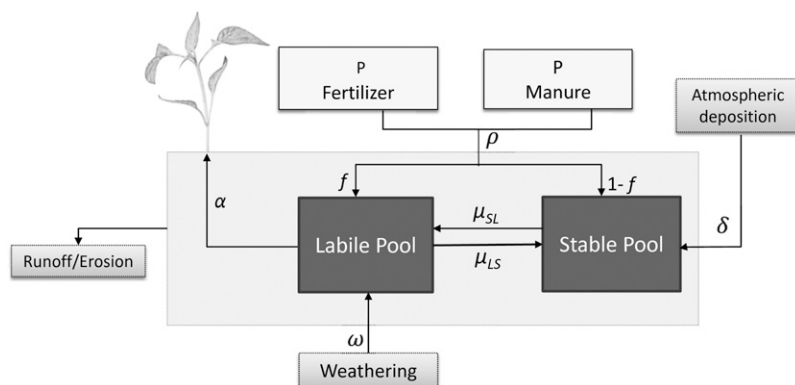 P
Fertilizer
P
Manure
Atmospheric
deposition
ρ
f
1- f
α
μSL
Labile Pool
Stable Pool
δ
μLS
Runoff/Erosion
ω
Weathering